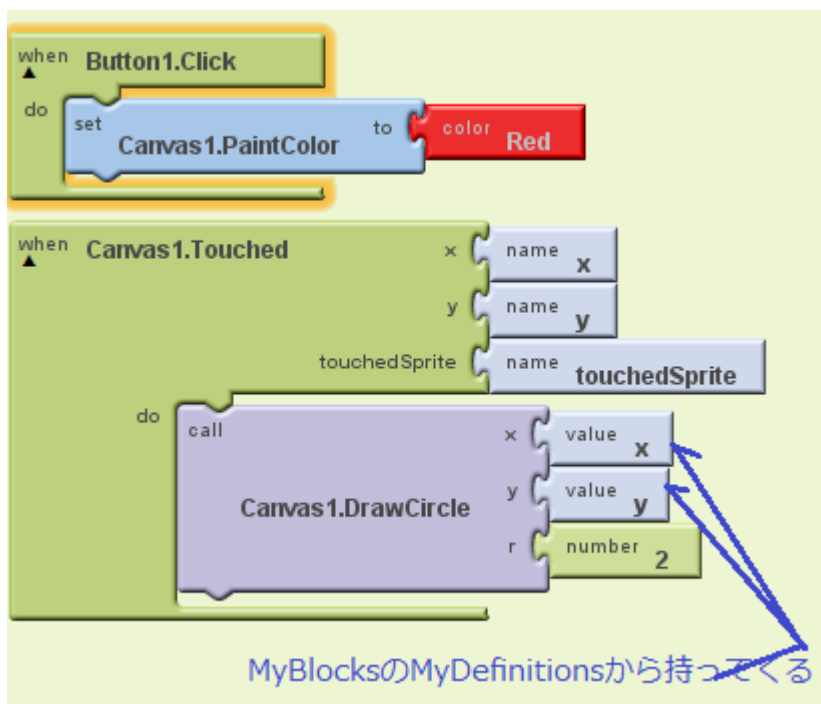 when Button1.Click
do set Canvas1.PaintColor to color Red
when Canvas1.Touched x name x
y name y
touchedSprite name touchedSprite
do call Canvas1.DrawCircle x value x
y value y
r number 2
MyBlocksのMyDefinitionsから持ってくる